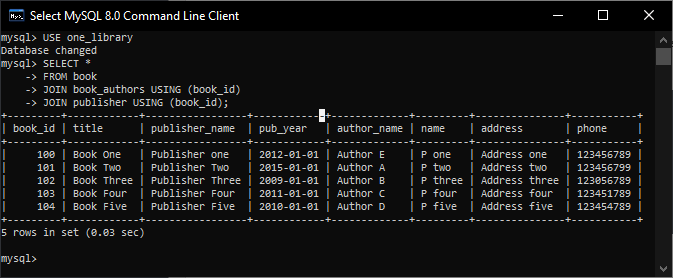 Select MySQL 8.0 Command Line Client
mysql> USE one_library
Database changed
mysql> SELECT *
    -> FROM book
    -> JOIN book_authors USING (book_id)
    -> JOIN publisher USING (book_id);
+---------+------------+-----------------+------------+-------------+---------+---------------+-----------+
| book_id | title      | publisher_name  | pub_year   | author_name | name    | address       | phone     |
+---------+------------+-----------------+------------+-------------+---------+---------------+-----------+
|     100 | Book One   | Publisher one   | 2012-01-01 | Author E    | P one   | Address one   | 123456789 |
|     101 | Book Two   | Publisher Two   | 2015-01-01 | Author A    | P two   | Address two   | 123756789 |
|     102 | Book Three | Publisher Three | 2009-01-01 | Author B    | P three | Address three | 123056789 |
|     103 | Book Four  | Publisher Four  | 2011-01-01 | Author C    | P four  | Address four  | 123451789 |
|     104 | Book Five  | Publisher Five  | 2010-01-01 | Author D    | P five  | Address five  | 123454789 |
+---------+------------+-----------------+------------+-------------+---------+---------------+-----------+
5 rows in set (0.03 sec)
mysql>